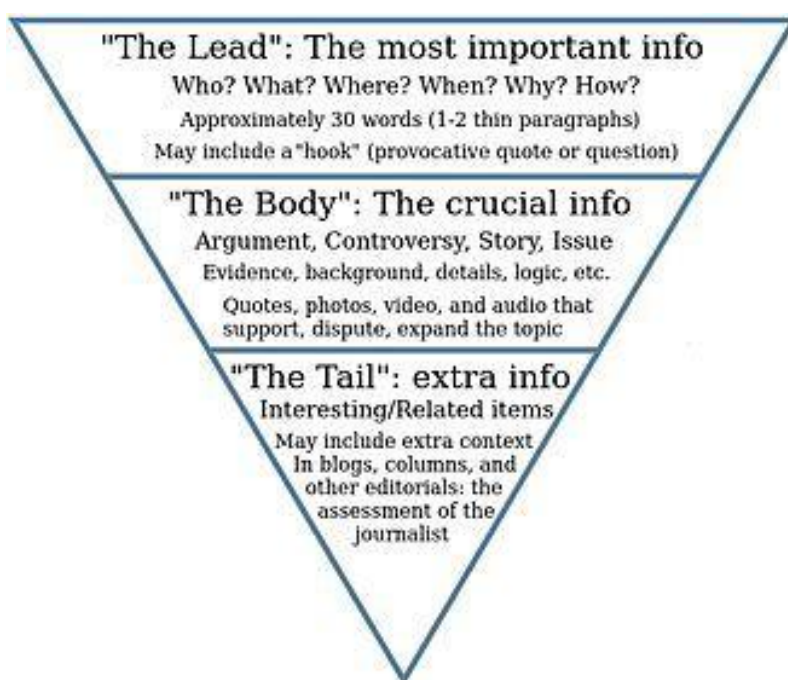 "The Lead": The most important info
Who? What? Where? When? Why? How?
Approximately 30 words (1-2 thin paragraphs)
May include a"hook" (provocative quote or question)
"The Body": The crucial info
Argument, Controversy, Story, Issue
Evidence, background, details, logic, etc.
Quotes, photos, video, and audio that
support, dispute, expand the topic
"The Tail": extra info
Interesting/Related items
May include extra context
In blogs, columns, and
other editorials: the
assessment of the
journalist